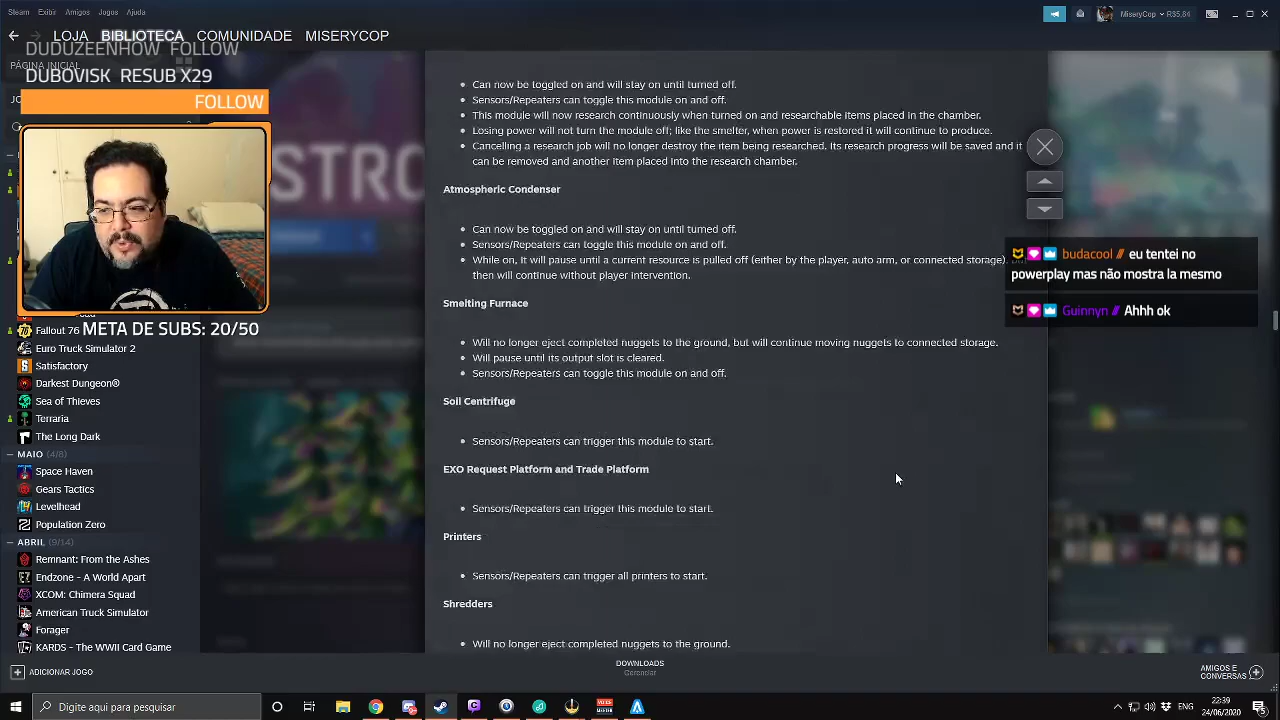 Steam Exibir Amigos Jogos Ajuda
MiseryCop R$35,84
LOJA BIBLIOTECA COMUNIDADE MISERYCOP
DUDUZEENHOW FOLLOW
PÁGINA INICIAL
DUBOVISK RESUB X29
FOLLOW
META DE SUBS: 20/50
Fallout 76
Euro Truck Simulator 2
Satisfactory
Darkest Dungeon®
Sea of Thieves
Terraria
The Long Dark
— MAIO (4/8)
Space Haven
Gears Tactics
Levelhead
Population Zero
— ABRIL (9/14)
Remnant: From the Ashes
Endzone - A World Apart
XCOM: Chimera Squad
American Truck Simulator
Forager
KARDS - The WWII Card Game
Can now be toggled on and will stay on until turned off.
Sensors/Repeaters can toggle this module on and off.
This module will now research continuously when turned on and researchable items placed in the chamber.
Losing power will not turn the module off; like the smelter, when power is restored it will continue to produce.
Cancelling a research job will no longer destroy the item being researched. Its research progress will be saved and it
can be removed and another item placed into the research chamber.
Atmospheric Condenser
Can now be toggled on and will stay on until turned off.
Sensors/Repeaters can toggle this module on and off.
While on, it will pause until a current resource is pulled off (either by the player, auto arm, or connected storage).
then will continue without player intervention.
Smelting Furnace
Will no longer eject completed nuggets to the ground, but will continue moving nuggets to connected storage.
Will pause until its output slot is cleared.
Sensors/Repeaters can toggle this module on and off.
Soil Centrifuge
Sensors/Repeaters can trigger this module to start.
EXO Request Platform and Trade Platform
Sensors/Repeaters can trigger this module to start.
Printers
Sensors/Repeaters can trigger all printers to start.
Shredders
Will no longer eject completed nuggets to the ground.
budacool // eu tentei no
powerplay mas não mostra la mesmo
Guinnyn // Ahhh ok
ADICIONAR JOGO
DOWNLOADS
Gerenciar
AMIGOS E
CONVERSAS
Digite aqui para pesquisar
22:39
24/06/2020